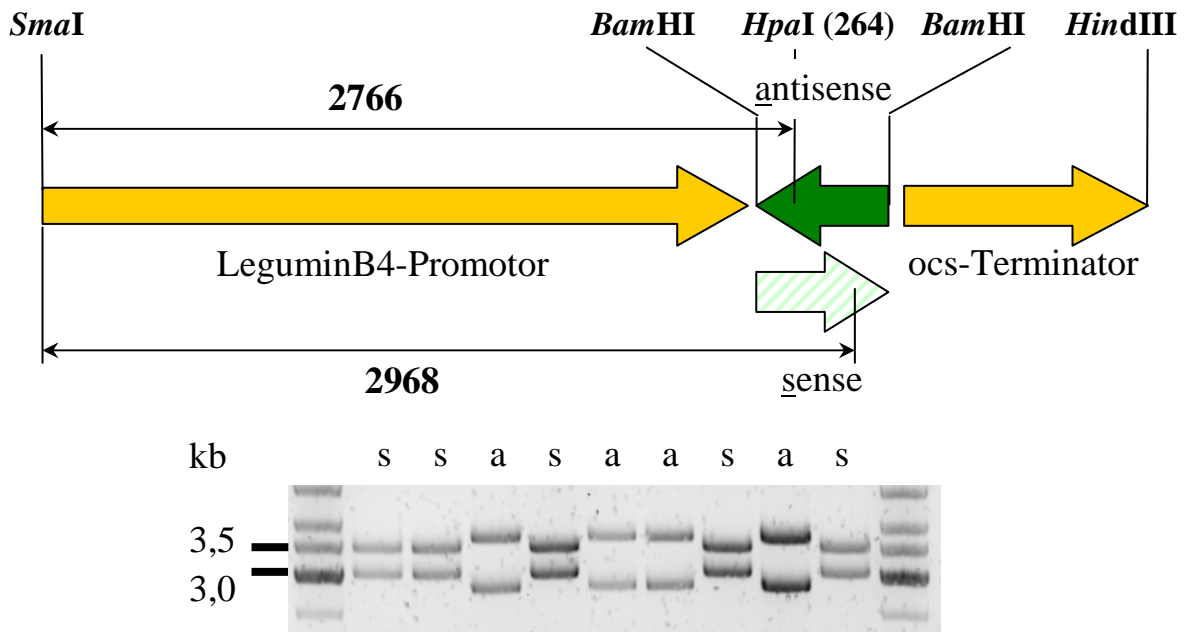 SmaI BamHI HpaI (264) BamHI HindIII
antisense
2766
LeguminB4-Promotor ocs-Terminator
2968 sense
kb s s a s a a s a s
3,5
3,0